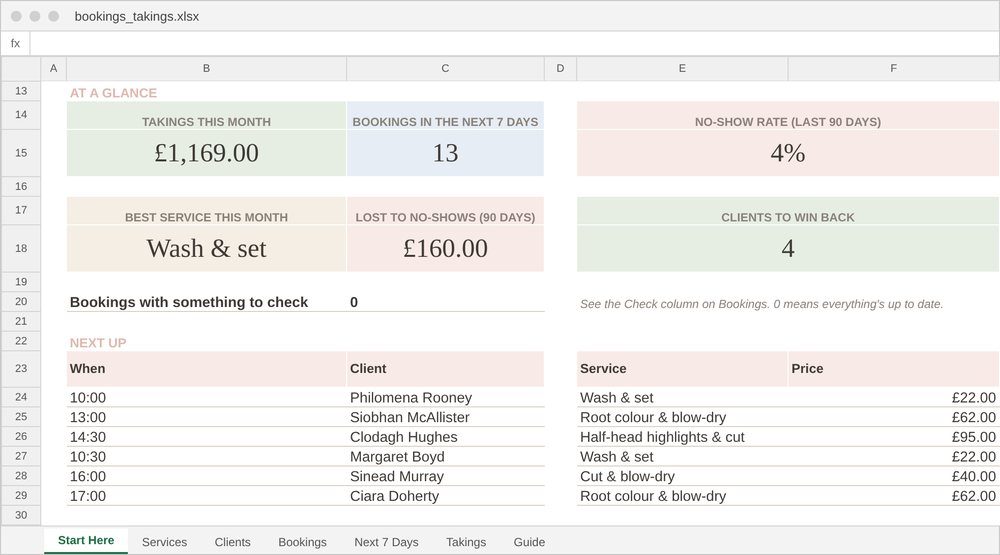 bookings_takings.xlsx
fx
A B C D E F
13 AT A GLANCE
14 TAKINGS THIS MONTH BOOKINGS IN THE NEXT 7 DAYS NO-SHOW RATE (LAST 90 DAYS)
15 £1,169.00 13 4%
16
17 BEST SERVICE THIS MONTH LOST TO NO-SHOWS (90 DAYS) CLIENTS TO WIN BACK
18 Wash & set £160.00 4
19
20 Bookings with something to check 0 See the Check column on Bookings. 0 means everything's up to date.
21
22 NEXT UP
23 When Client Service Price
24 10:00 Philomena Rooney Wash & set £22.00
25 13:00 Siobhan McAllister Root colour & blow-dry £62.00
26 14:30 Clodagh Hughes Half-head highlights & cut £95.00
27 10:30 Margaret Boyd Wash & set £22.00
28 16:00 Sinead Murray Cut & blow-dry £40.00
29 17:00 Ciara Doherty Root colour & blow-dry £62.00
30
Start Here Services Clients Bookings Next 7 Days Takings Guide